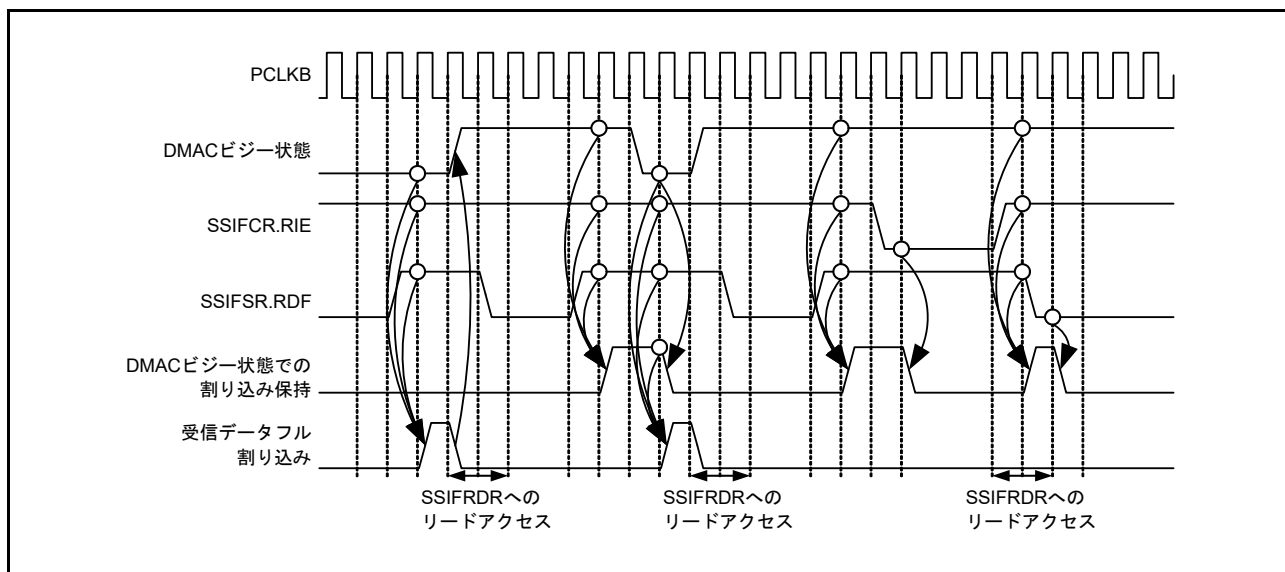 PCLKB
DMACビジー状態
SSIFCR.RIE
SSIFSR.RDF
DMACビジー状態での
割り込み保持
受信データフル
割り込み
SSIFRDRへの
リードアクセス
SSIFRDRへの
リードアクセス
SSIFRDRへの
リードアクセス